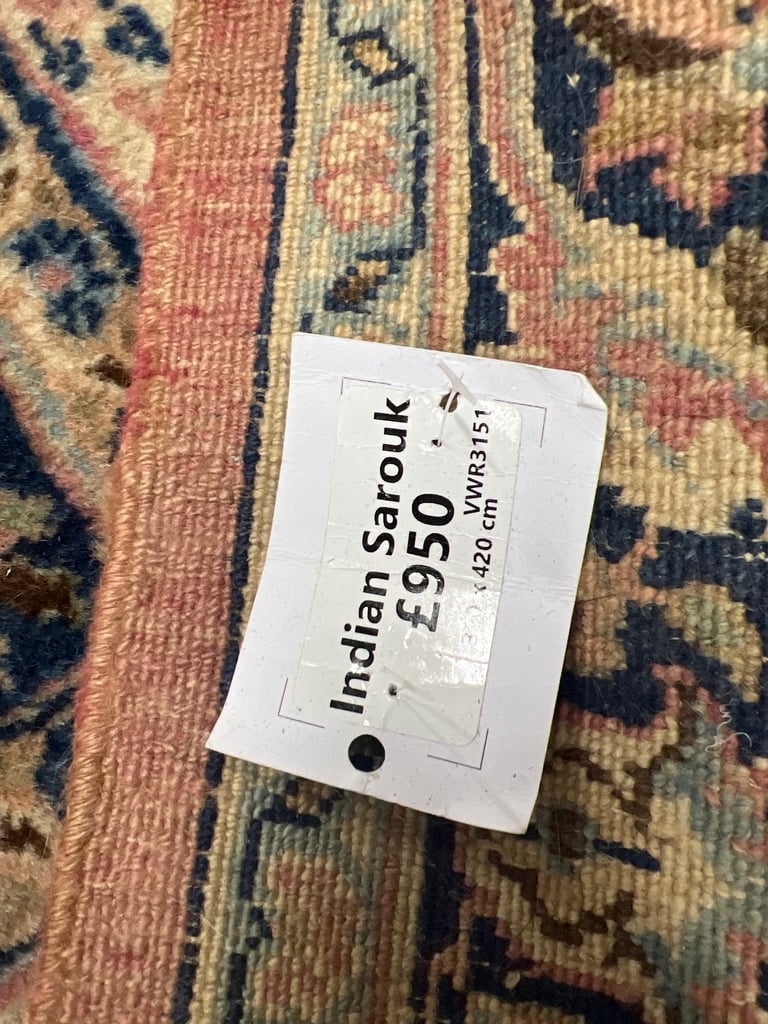 Indian Sarouk
£950
VWR3151
x 420 cm